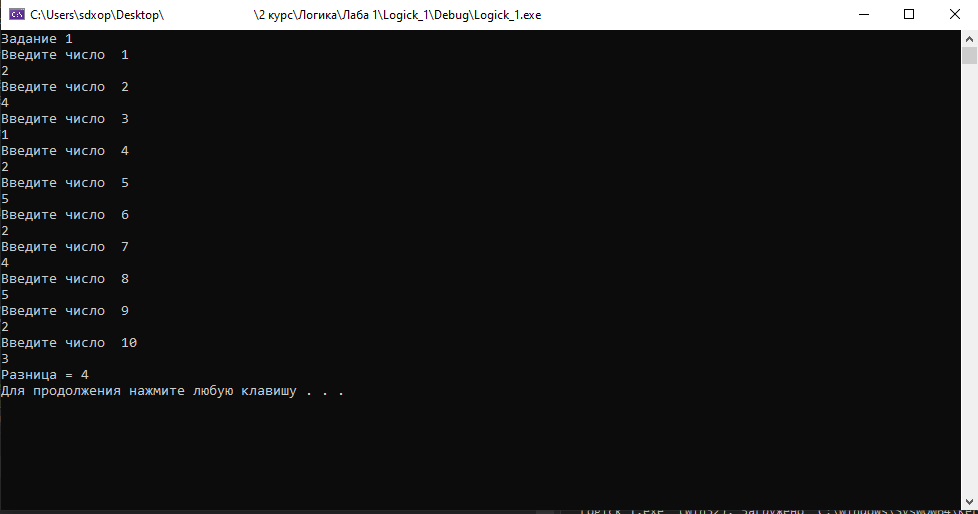 C:\Users\sdxop\Desktop\ \2 курс\Логика\Лаба 1\Logick_1\Debug\Logick_1.exe
Задание 1
Введите число  1
2
Введите число  2
4
Введите число  3
1
Введите число  4
2
Введите число  5
5
Введите число  6
2
Введите число  7
4
Введите число  8
5
Введите число  9
2
Введите число  10
3
Разница = 4
Для продолжения нажмите любую клавишу . . .